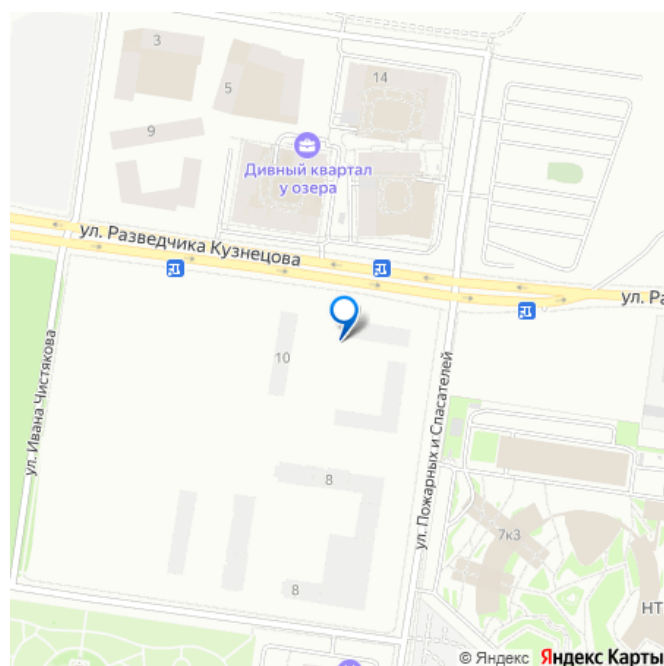 3
5
14
9
Дивный квартал
у озера
ул. Разведчика Кузнецова
ул. Ра
10
ул. Ивана Чистякова
ул. Пожарных и Спасателей
8
7к3
8
НТ
© Яндекс Яндекс Карты